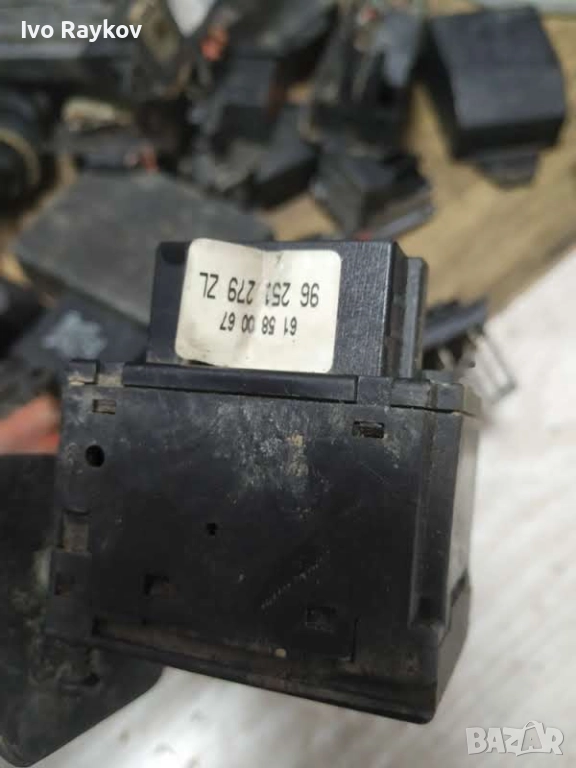 Ivo Raykov
96 251 279 ZL
61 58 00 67
BAZAR